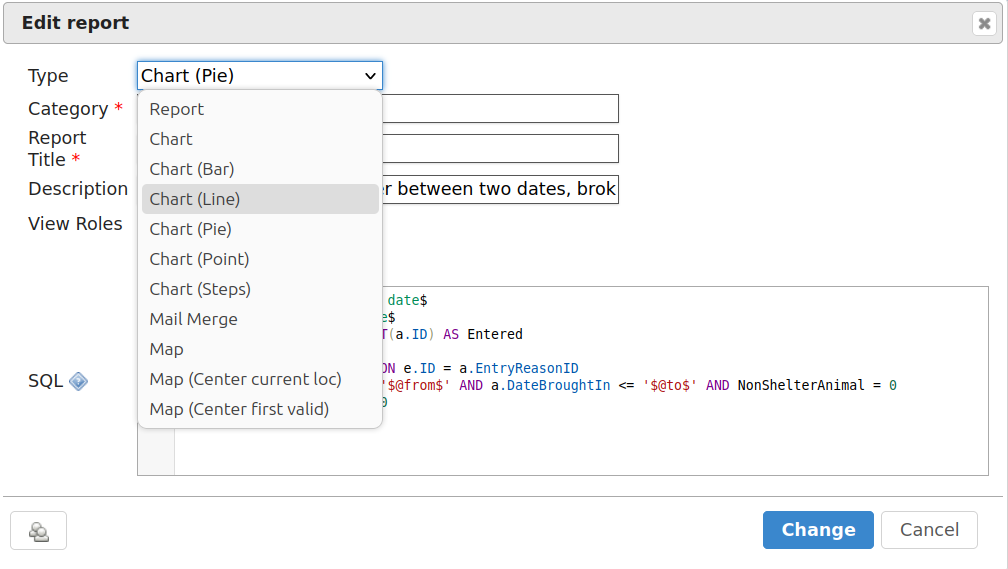 Edit report
Type
Chart (Pie)
Category *
Report
Title *
Description
r between two dates, brok
View Roles
Report
Chart
Chart (Bar)
Chart (Line)
Chart (Pie)
Chart (Point)
Chart (Steps)
Mail Merge
Map
Map (Center current loc)
Map (Center first valid)
SQL
date$
e$
T(a.ID) AS Entered
ON e.ID = a.EntryReasonID
'$@from$' AND a.DateBroughtIn <= '$@to$' AND NonShelterAnimal = 0
0
Change
Cancel